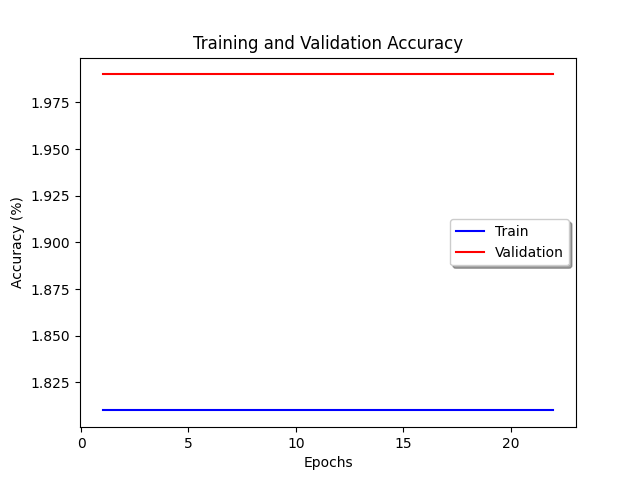 Training and Validation Accuracy
Accuracy (%)
1.975
1.950
1.925
1.900
1.875
1.850
1.825
Train
Validation
0 5 10 15 20
Epochs